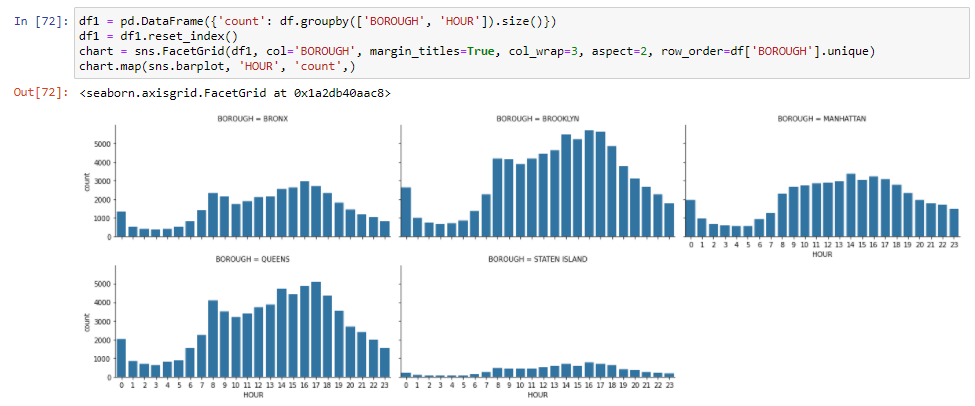 In [72]: df1 = pd.DataFrame({'count': df.groupby(['BOROUGH', 'HOUR']).size()})
df1 = df1.reset_index()
chart = sns.FacetGrid(df1, col='BOROUGH', margin_titles=True, col_wrap=3, aspect=2, row_order=df['BOROUGH'].unique)
chart.map(sns.barplot, 'HOUR', 'count',)
Out[72]: <seaborn.axisgrid.FacetGrid at 0x1a2db40aac8>
BOROUGH = BRONX
BOROUGH = BROOKLYN
BOROUGH = MANHATTAN
5000
4000
3000
2000
1000
0
count
0 1 2 3 4 5 6 7 8 9 10 11 12 13 14 15 16 17 18 19 20 21 22 23
HOUR
BOROUGH = QUEENS
BOROUGH = STATEN ISLAND
5000
4000
3000
2000
1000
0
count
0 1 2 3 4 5 6 7 8 9 10 11 12 13 14 15 16 17 18 19 20 21 22 23
HOUR
0 1 2 3 4 5 6 7 8 9 10 11 12 13 14 15 16 17 18 19 20 21 22 23
HOUR